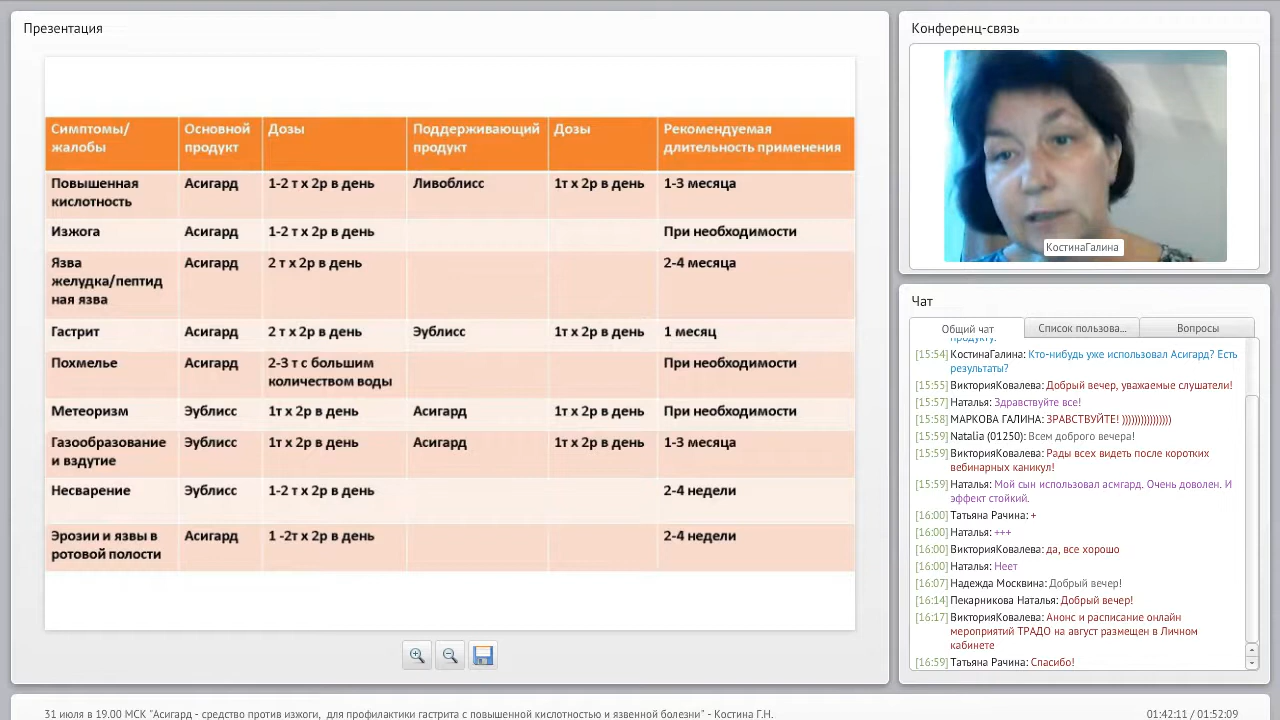 Презентация
Симптомы/
жалобы
Основной
продукт
Дозы
Поддерживающий
продукт
Дозы
Рекомендуемая
длительность применения
Повышенная
кислотность
Асигард
1-2 т х 2р в день
Ливоблисс
1т х 2р в день
1-3 месяца
Изжога
Асигард
1-2 т х 2р в день
При необходимости
Язва
желудка/пептид
ная язва
Асигард
2 т х 2р в день
2-4 месяца
Гастрит
Асигард
2 т х 2р в день
Эублисс
1т х 2р в день
1 месяц
Похмелье
Асигард
2-3 т с большим
количеством воды
При необходимости
Метеоризм
Эублисс
1т х 2р в день
Асигард
1т х 2р в день
При необходимости
Газообразование
и вздутие
Эублисс
1т х 2р в день
Асигард
1т х 2р в день
1-3 месяца
Несварение
Эублисс
1-2 т х 2р в день
2-4 недели
Эрозии и язвы в
ротовой полости
Асигард
1 -2т х 2р в день
2-4 недели
Конференц-связь
КостинаГалина
Чат
Общий чат
Список пользова...
Вопросы
продукту.
[15:54] КостинаГалина: Кто-нибудь уже использовал Асигард? Есть
результаты?
[15:55] ВикторияКовалева: Добрый вечер, уважаемые слушатели!
[15:57] Наталья: Здравствуйте все!
[15:58] МАРКОВА ГАЛИНА: ЗРАВСТВУЙТЕ! ))))))))))))))))
[15:59] Natalia (01250): Всем доброго вечера!
[15:59] ВикторияКовалева: Рады всех видеть после коротких
вебинарных каникул!
[15:59] Наталья: Мой сын использовал асмгард. Очень доволен. И
эффект стойкий.
[16:00] Татьяна Рачина: +
[16:00] Наталья: +++
[16:00] ВикторияКовалева: да, все хорошо
[16:00] Наталья: Неет
[16:07] Надежда Москвина: Добрый вечер!
[16:14] Пекарникова Наталья: Добрый вечер!
[16:17] ВикторияКовалева: Анонс и расписание онлайн
мероприятий ТРАДО на август размещен в Личном
кабинете
[16:59] Татьяна Рачина: Спасибо!
31 июля в 19.00 МСК "Асигард - средство против изжоги, для профилактики гастрита с повышенной кислотностью и язвенной болезни" - Костина Г.Н.
01:42:11 / 01:52:09